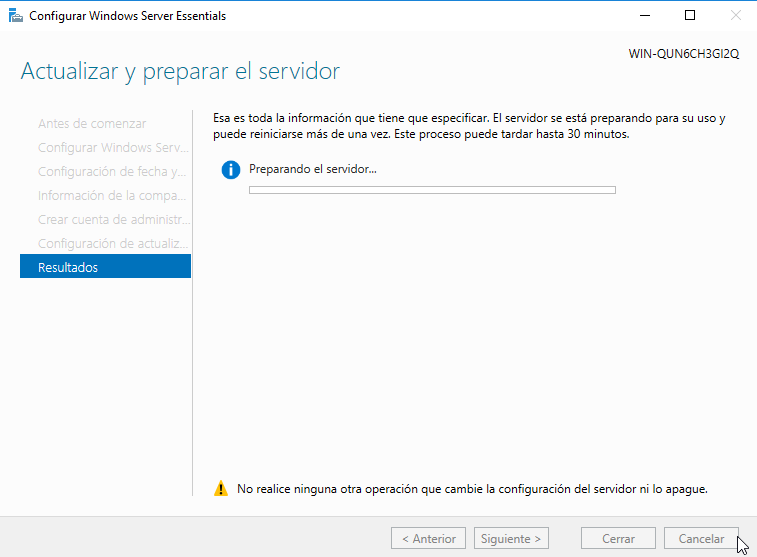 Configurar Windows Server Essentials
WIN-QUN6CH3GI2Q
Actualizar y preparar el servidor
Antes de comenzar
Configurar Windows Serv...
Configuración de fecha y...
Información de la compa...
Crear cuenta de administr...
Configuración de actualiz...
Resultados
Esa es toda la información que tiene que especificar. El servidor se está preparando para su uso y
puede reiniciarse más de una vez. Este proceso puede tardar hasta 30 minutos.
Preparando el servidor...
No realice ninguna otra operación que cambie la configuración del servidor ni lo apague.
< Anterior
Siguiente >
Cerrar
Cancelar